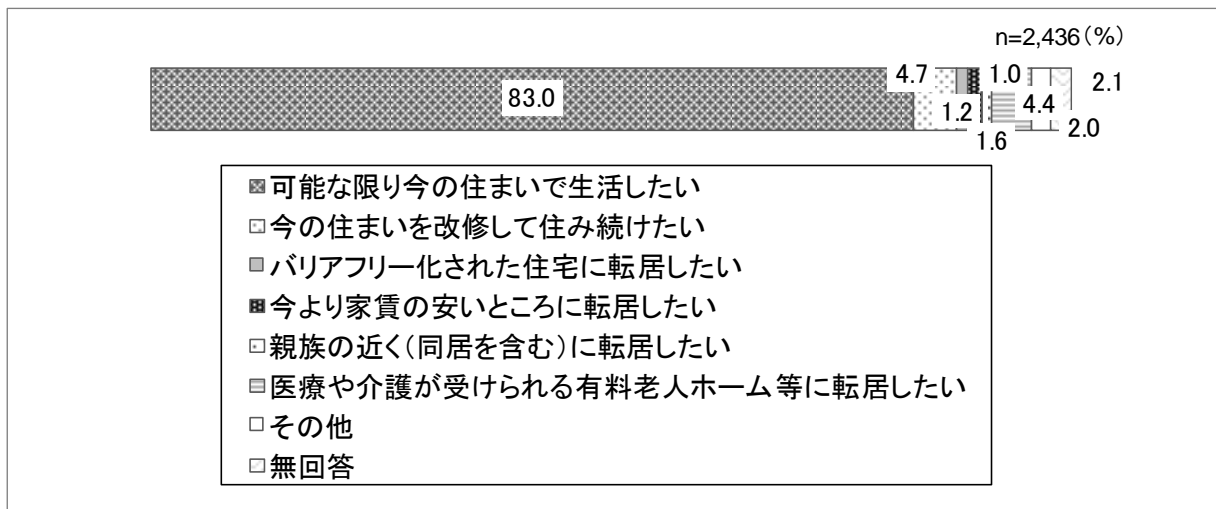 n=2,436(%)
83.0
4.7
1.2
1.6
1.0
4.4
2.0
2.1
可能な限り今の住まいで生活したい
今の住まいを改修して住み続けたい
バリアフリー化された住宅に転居したい
今より家賃の安いところに転居したい
親族の近く(同居を含む)に転居したい
医療や介護が受けられる有料老人ホーム等に転居したい
その他
無回答